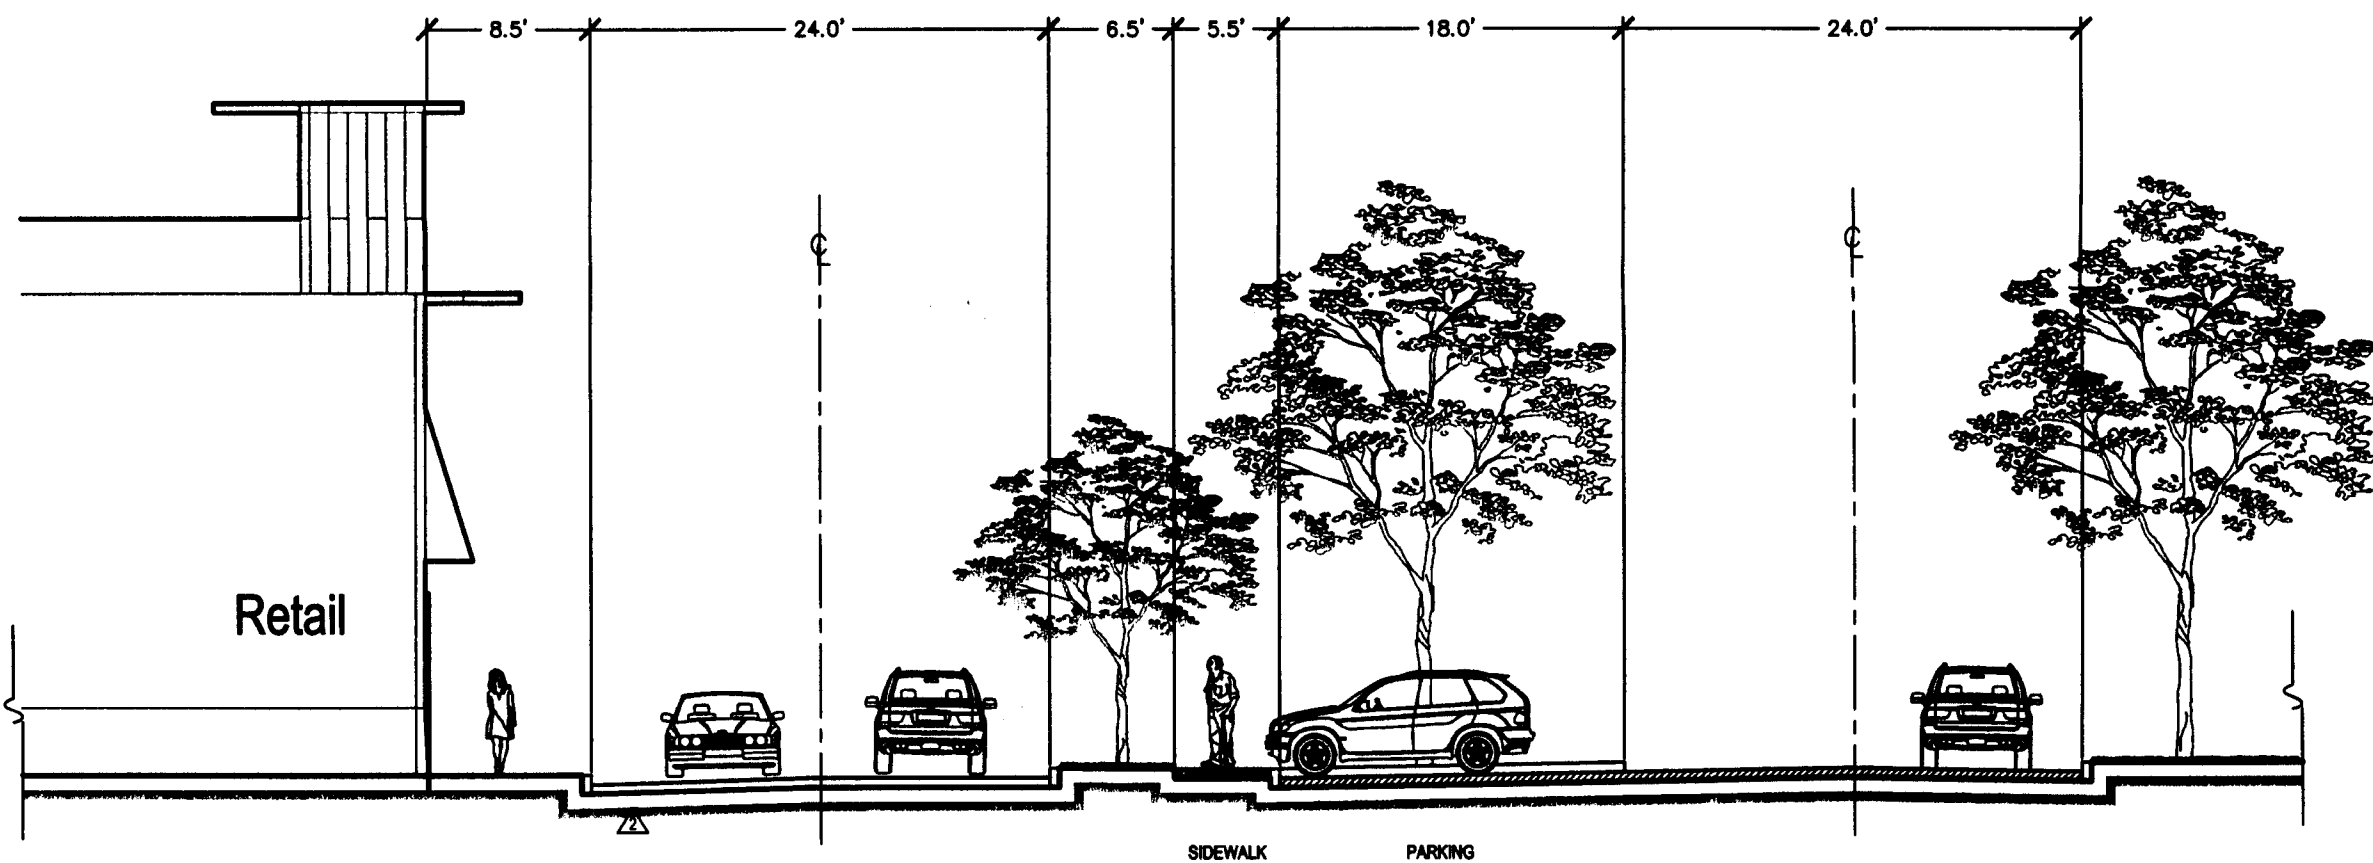 8.5' 24.0' 6.5' 5.5' 18.0' 24.0'
℄ ℄
Retail
2
SIDEWALK PARKING